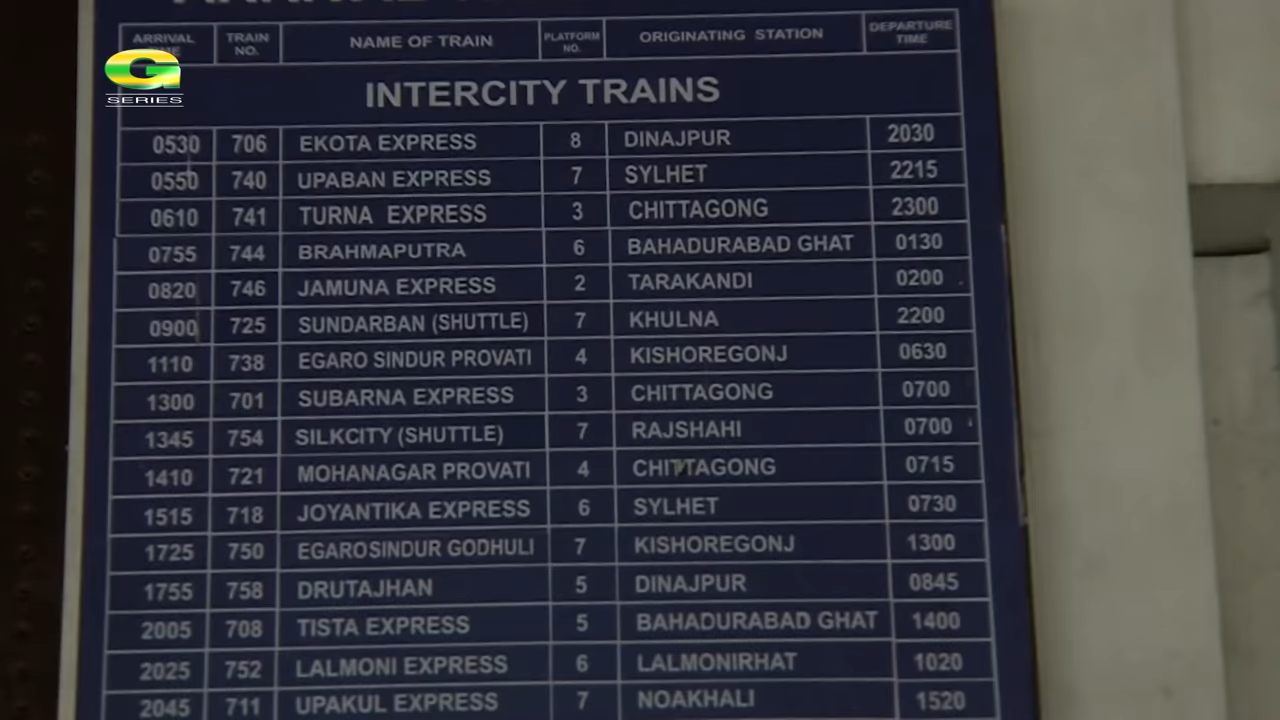 ARRIVAL TRAIN NAME OF TRAIN PLATFORM ORIGINATING STATION DEPARTURE
NO. NO. TIME
G
SERIES
INTERCITY TRAINS
0530 706 EKOTA EXPRESS 8 DINAJPUR 2030
0550 740 UPABAN EXPRESS 7 SYLHET 2215
0610 741 TURNA EXPRESS 3 CHITTAGONG 2300
0755 744 BRAHMAPUTRA 6 BAHADURABAD GHAT 0130
0820 746 JAMUNA EXPRESS 2 TARAKANDI 0200
0900 725 SUNDARBAN (SHUTTLE) 7 KHULNA 2200
1110 738 EGARO SINDUR PROVATI 4 KISHOREGONJ 0630
1300 701 SUBARNA EXPRESS 3 CHITTAGONG 0700
1345 754 SILKCITY (SHUTTLE) 7 RAJSHAHI 0700
1410 721 MOHANAGAR PROVATI 4 CHITTAGONG 0715
1515 718 JOYANTIKA EXPRESS 6 SYLHET 0730
1725 750 EGAROSINDUR GODHULI 7 KISHOREGONJ 1300
1755 758 DRUTAJHAN 5 DINAJPUR 0845
2005 708 TISTA EXPRESS 5 BAHADURABAD GHAT 1400
2025 752 LALMONI EXPRESS 6 LALMONIRHAT 1020
2045 711 UPAKUL EXPRESS 7 NOAKHALI 1520